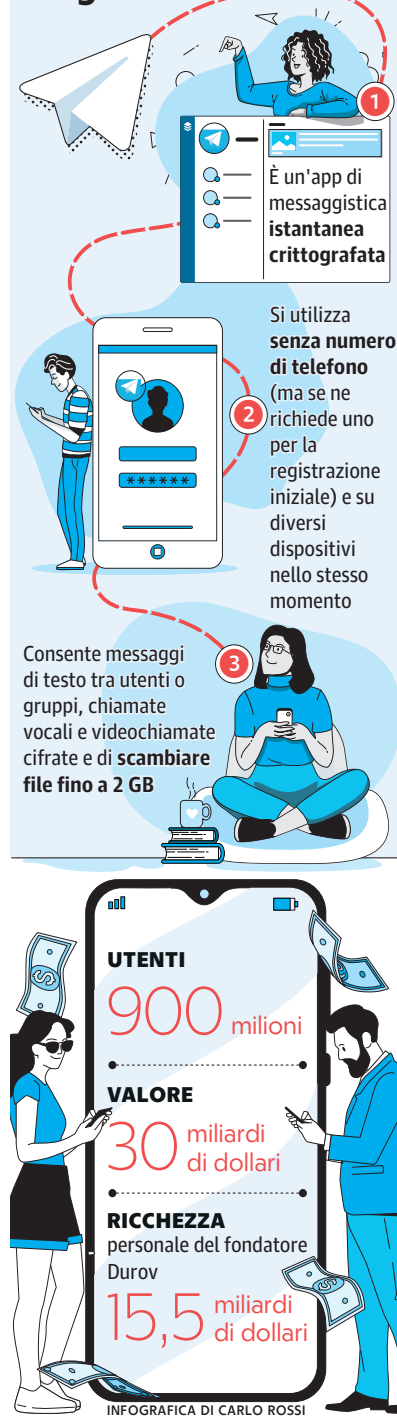 1
È un'app di
messaggistica
istantanea
crittografata
Si utilizza
senza numero
di telefono
(ma se ne
2
richiede uno
per la
registrazione
iniziale) e su
diversi
dispositivi
nello stesso
momento
******
3
Consente messaggi
di testo tra utenti o
gruppi, chiamate
vocali e videochiamate
cifrate e di scambiare
file fino a 2 GB
UTENTI
900 milioni
VALORE
30 miliardi
di dollari
RICCHEZZA
personale del fondatore
Durov
15,5 miliardi
di dollari
INFOGRAFICA DI CARLO ROSSI